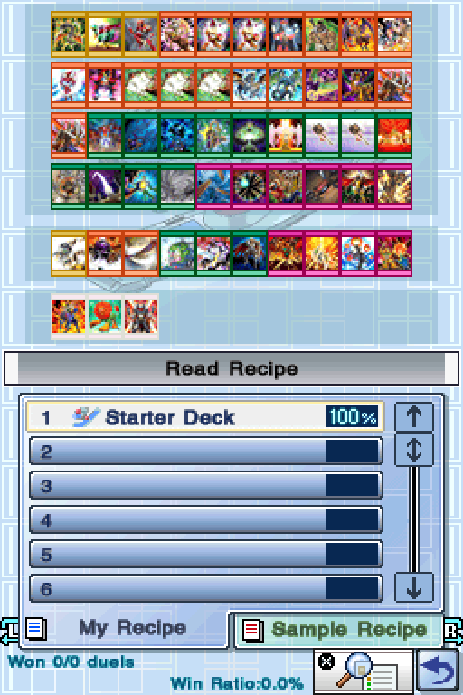 Read Recipe
1 Starter Deck 100%
2
3
4
5
6
My Recipe
Sample Recipe
Won 0/0 duels
Win Ratio:0.0%